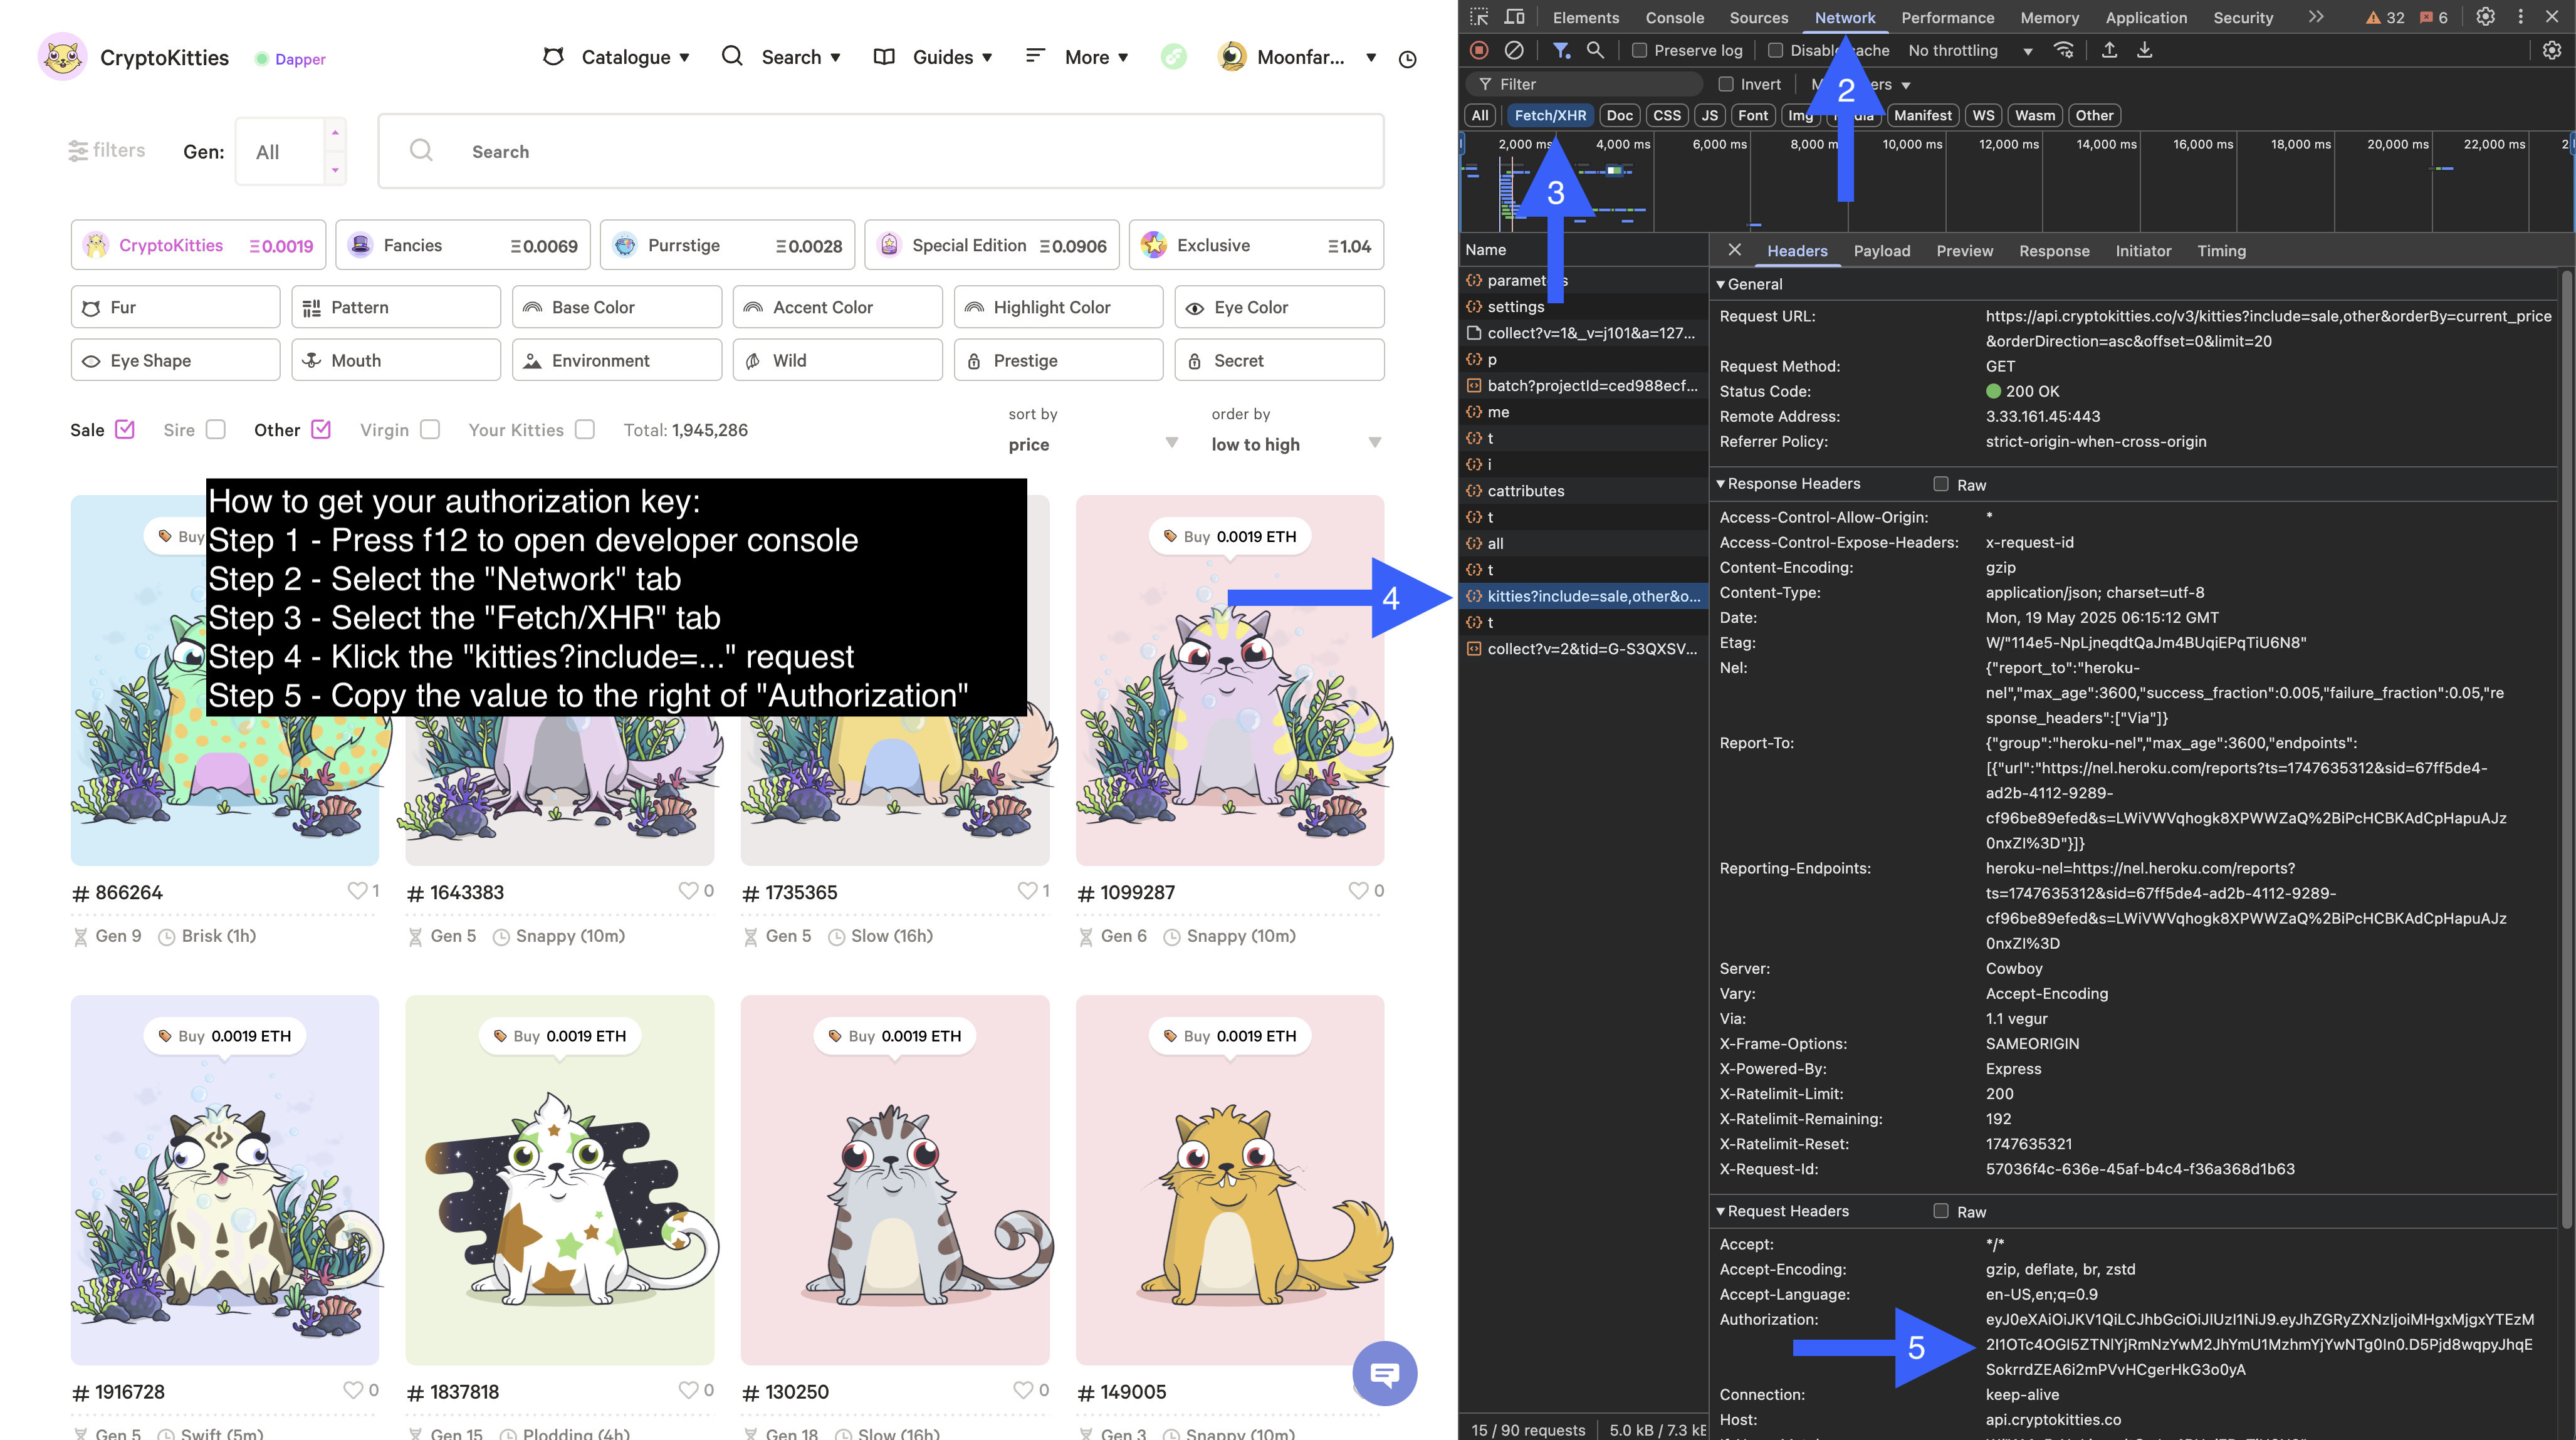 CryptoKitties
Dapper
Catalogue
Search
Guides
More
Moonfar...
filters
Gen:
All
Search
CryptoKitties Ξ0.0019
Fancies Ξ0.0069
Purrstige Ξ0.0028
Special Edition Ξ0.0906
Exclusive Ξ1.04
Fur
Pattern
Base Color
Accent Color
Highlight Color
Eye Color
Eye Shape
Mouth
Environment
Wild
Prestige
Secret
Sale
Sire
Other
Virgin
Your Kitties
Total: 1,945,286
sort by
price
order by
low to high
How to get your authorization key:
Step 1 - Press f12 to open developer console
Step 2 - Select the "Network" tab
Step 3 - Select the "Fetch/XHR" tab
Step 4 - Klick the "kitties?include=..." request
Step 5 - Copy the value to the right of "Authorization"
Buy
Buy 0.0019 ETH
# 866264 1
Gen 9 Brisk (1h)
# 1643383 0
Gen 5 Snappy (10m)
# 1735365 1
Gen 5 Slow (16h)
# 1099287 0
Gen 6 Snappy (10m)
Buy 0.0019 ETH
Buy 0.0019 ETH
Buy 0.0019 ETH
Buy 0.0019 ETH
# 1916728 0
Gen 5 Swift (5m)
# 1837818 0
Gen 15 Plodding (4h)
# 130250 0
Gen 18 Slow (16h)
# 149005
Gen 3 Snappy (10m)
Elements Console Sources Network Performance Memory Application Security 32 6
Preserve log Disable cache No throttling
Filter Invert
All Fetch/XHR Doc CSS JS Font Img Manifest WS Wasm Other
2,000 ms 4,000 ms 6,000 ms 8,000 m 10,000 ms 12,000 ms 14,000 ms 16,000 ms 18,000 ms 20,000 ms 22,000 ms
2
3
4
5
Name
parameters
settings
collect?v=1&_v=j101&a=127...
p
batch?projectId=ced988ecf...
me
t
i
cattributes
t
all
t
kitties?include=sale,other&o...
t
collect?v=2&tid=G-S3QXSV...
15 / 90 requests 5.0 kB / 7.3 kB
Headers Payload Preview Response Initiator Timing
General
Request URL: https://api.cryptokitties.co/v3/kitties?include=sale,other&orderBy=current_price
&orderDirection=asc&offset=0&limit=20
Request Method: GET
Status Code: 200 OK
Remote Address: 3.33.161.45:443
Referrer Policy: strict-origin-when-cross-origin
Response Headers Raw
Access-Control-Allow-Origin: *
Access-Control-Expose-Headers: x-request-id
Content-Encoding: gzip
Content-Type: application/json; charset=utf-8
Date: Mon, 19 May 2025 06:15:12 GMT
Etag: W/"114e5-NpLjneqdtQaJm4BUqiEPqTiU6N8"
Nel: {"report_to":"heroku-
nel","max_age":3600,"success_fraction":0.005,"failure_fraction":0.05,"re
sponse_headers":["Via"]}
Report-To: {"group":"heroku-nel","max_age":3600,"endpoints":
[{"url":"https://nel.heroku.com/reports?ts=1747635312&sid=67ff5de4-
ad2b-4112-9289-
cf96be89efed&s=LWiVWVqhogk8XPWWZaQ%2BiPcHCBKAdCpHapuAJz
0nxZI%3D"}]}
Reporting-Endpoints: heroku-nel=https://nel.heroku.com/reports?
ts=1747635312&sid=67ff5de4-ad2b-4112-9289-
cf96be89efed&s=LWiVWVqhogk8XPWWZaQ%2BiPcHCBKAdCpHapuAJz
0nxZI%3D
Server: Cowboy
Vary: Accept-Encoding
Via: 1.1 vegur
X-Frame-Options: SAMEORIGIN
X-Powered-By: Express
X-Ratelimit-Limit: 200
X-Ratelimit-Remaining: 192
X-Ratelimit-Reset: 1747635321
X-Request-Id: 57036f4c-636e-45af-b4c4-f36a368d1b63
Request Headers Raw
Accept: */*
Accept-Encoding: gzip, deflate, br, zstd
Accept-Language: en-US,en;q=0.9
Authorization: eyJ0eXAiOiJKV1QiLCJhbGciOiJIUzI1NiJ9.eyJhZGRyZXNzIjoiMHgxMjgxYTEzM
2I1OTc4OGI5ZTNlYjRmNzYwM2JhYmU1MzhmYjYwNTg0In0.D5Pjd8wqpyJhqE
SokrrdZEA6i2mPVvHCgerHkG3o0yA
Connection: keep-alive
Host: api.cryptokitties.co